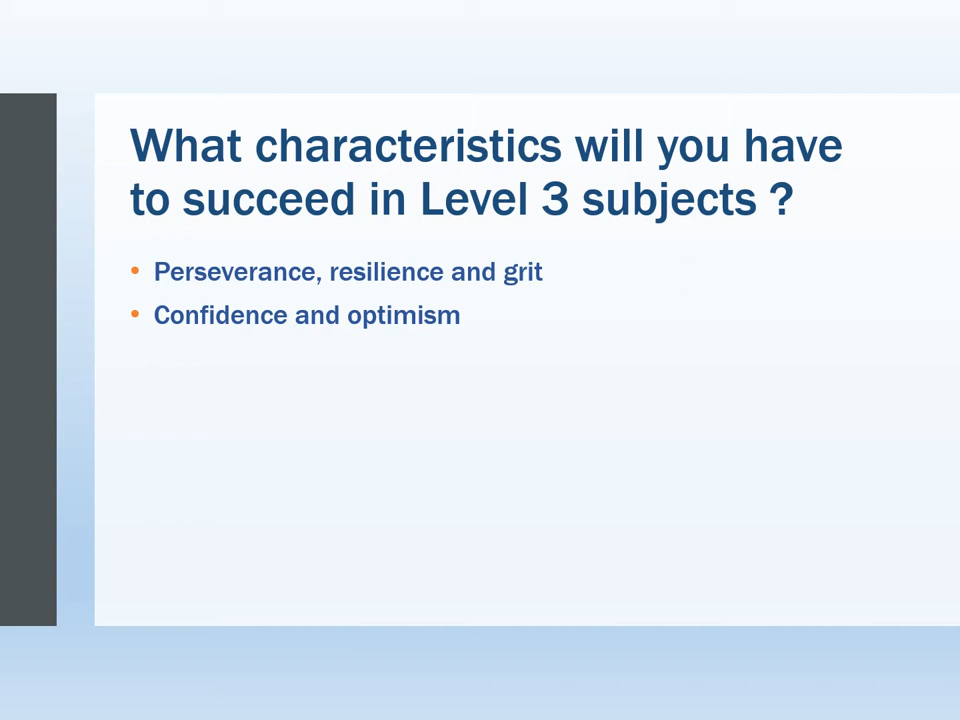 What characteristics will you have
to succeed in Level 3 subjects ?
• Perseverance, resilience and grit
• Confidence and optimism